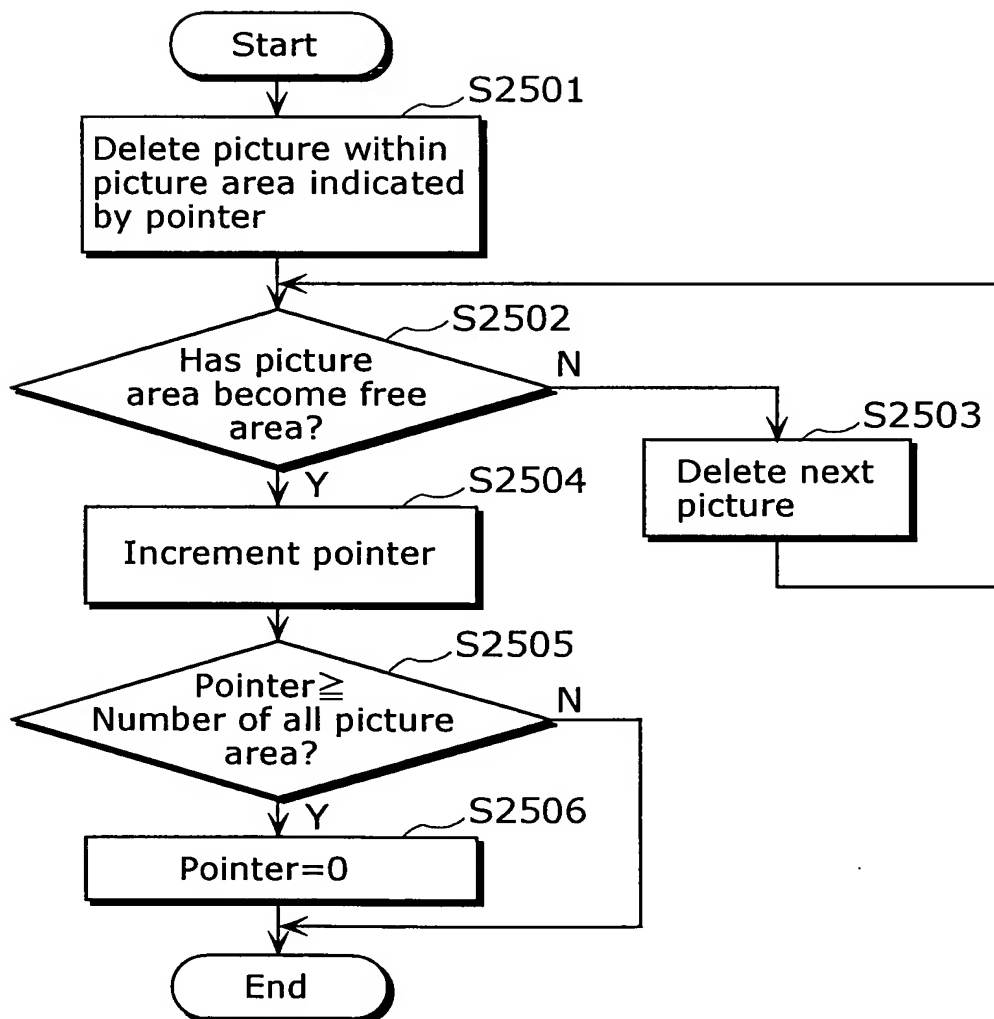 Start
S2501
Delete picture within
picture area indicated
by pointer
S2502
Has picture
area become free
area?
N
Y
S2503
Delete next
picture
S2504
Increment pointer
S2505
Pointer≧
Number of all picture
area?
N
Y
S2506
Pointer=0
End